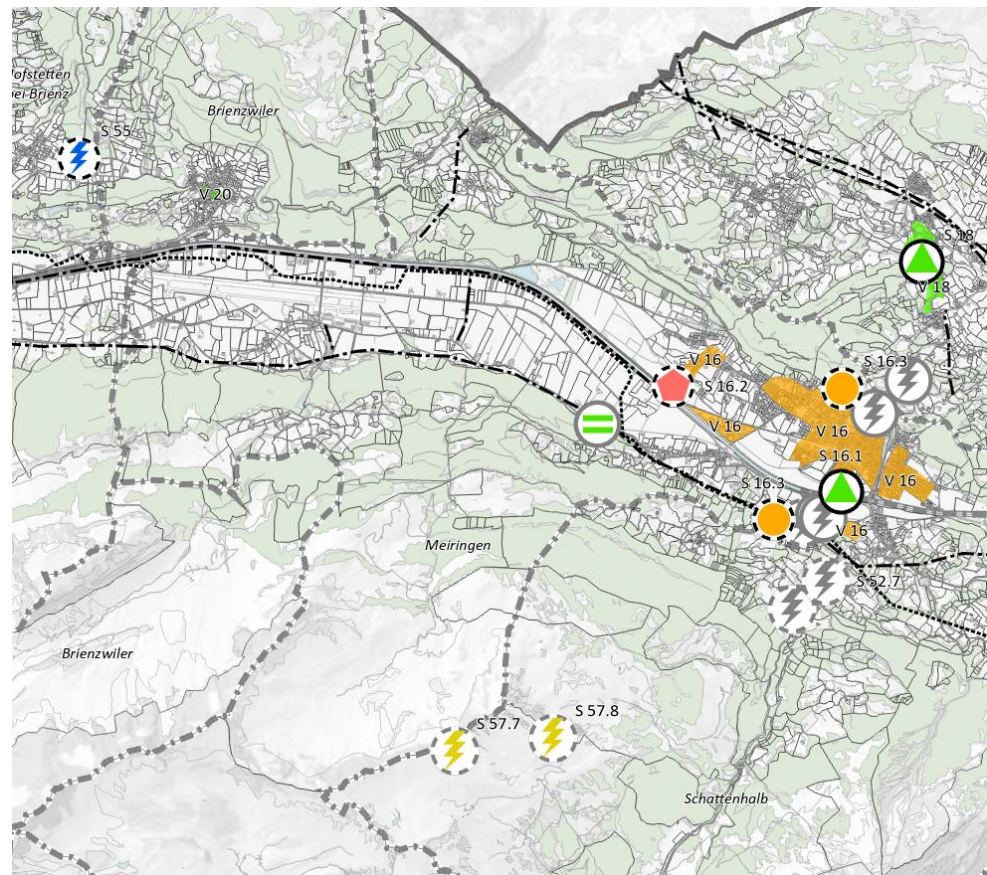 Hofstetten
bei Brienz
S 55
Brienzwiler
V 20
S 18
V 18
V 16
S 16.2
S 16.3
V 16
V 16
S 16.1
V 16
S 16.3
V 16
Meiringen
S 52.7
Brienzwiler
S 57.7
S 57.8
Schattenhalb